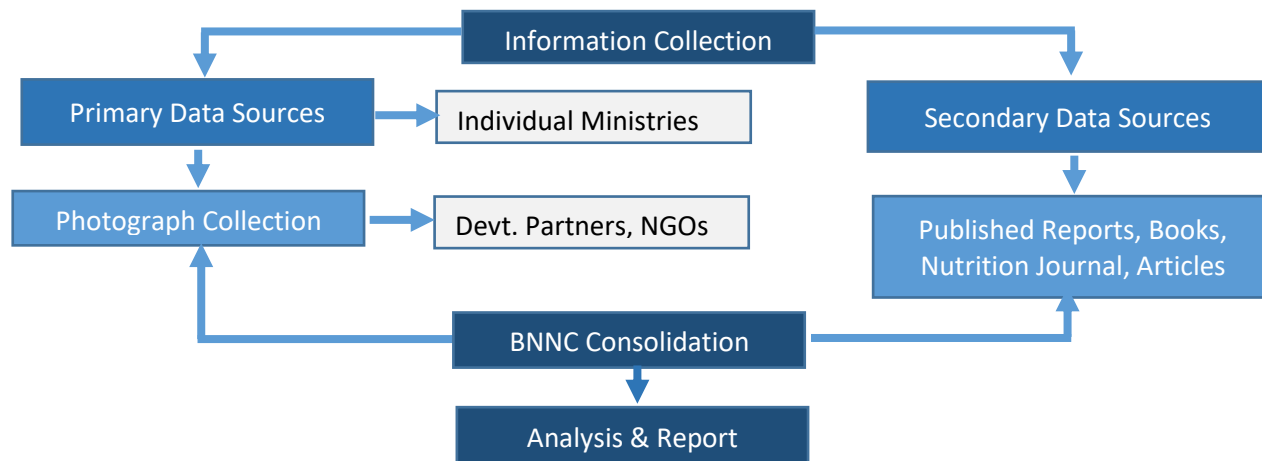 Information Collection
Primary Data Sources
Individual Ministries
Secondary Data Sources
Photograph Collection
Devt. Partners, NGOs
Published Reports, Books,
Nutrition Journal, Articles
BNNC Consolidation
Analysis & Report